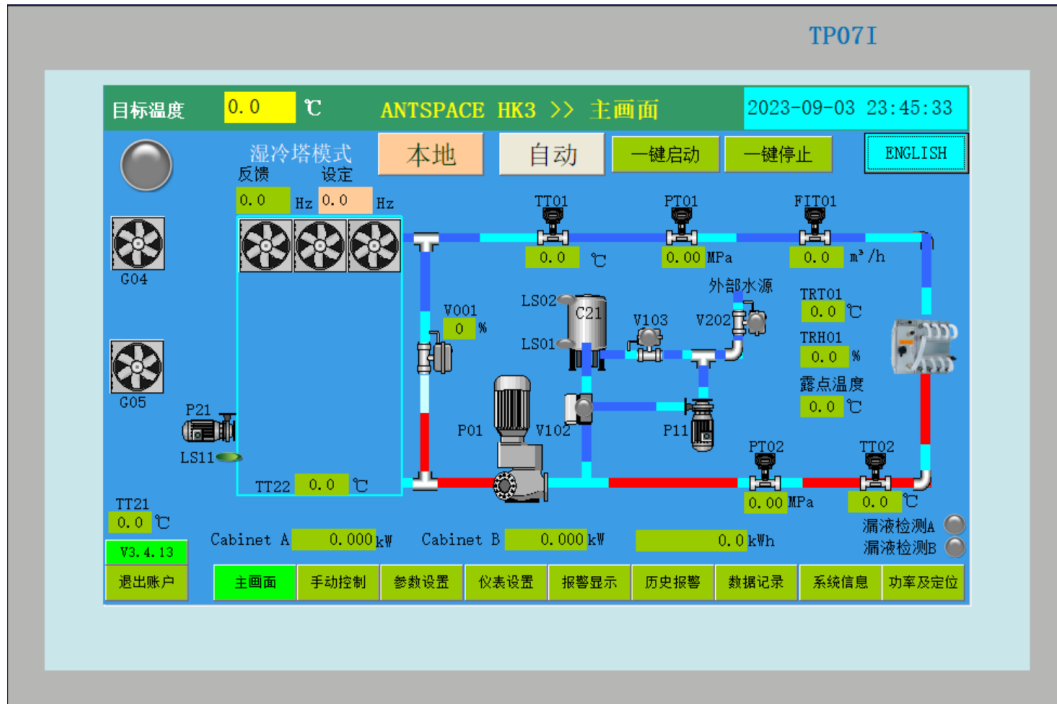 TP07I
目标温度 0.0 ℃ ANTSPACE HK3 >> 主画面 2023-09-03 23:45:33
湿冷塔模式 本地 自动 一键启动 一键停止 ENGLISH
反馈 设定
0.0 Hz 0.0 Hz
TT01 PT01 FIT01
0.0 ℃ 0.00 MPa 0.0 m³/h
G04
外部水源
LS02 C21 TRT01
V001 V103 V202 0.0 ℃
0 %
LS01 TRH01
0.0 %
露点温度
G05 0.0 ℃
P21
P01 V102 P11
LS11 PT02 TT02
TT22 0.0 ℃
0.00 MPa 0.0 ℃
TT21
0.0 ℃ 漏液检测A
Cabinet A 0.000 kW Cabinet B 0.000 kW 0.0 kWh 漏液检测B
V3.4.13
退出账户 主画面 手动控制 参数设置 仪表设置 报警显示 历史报警 数据记录 系统信息 功率及定位